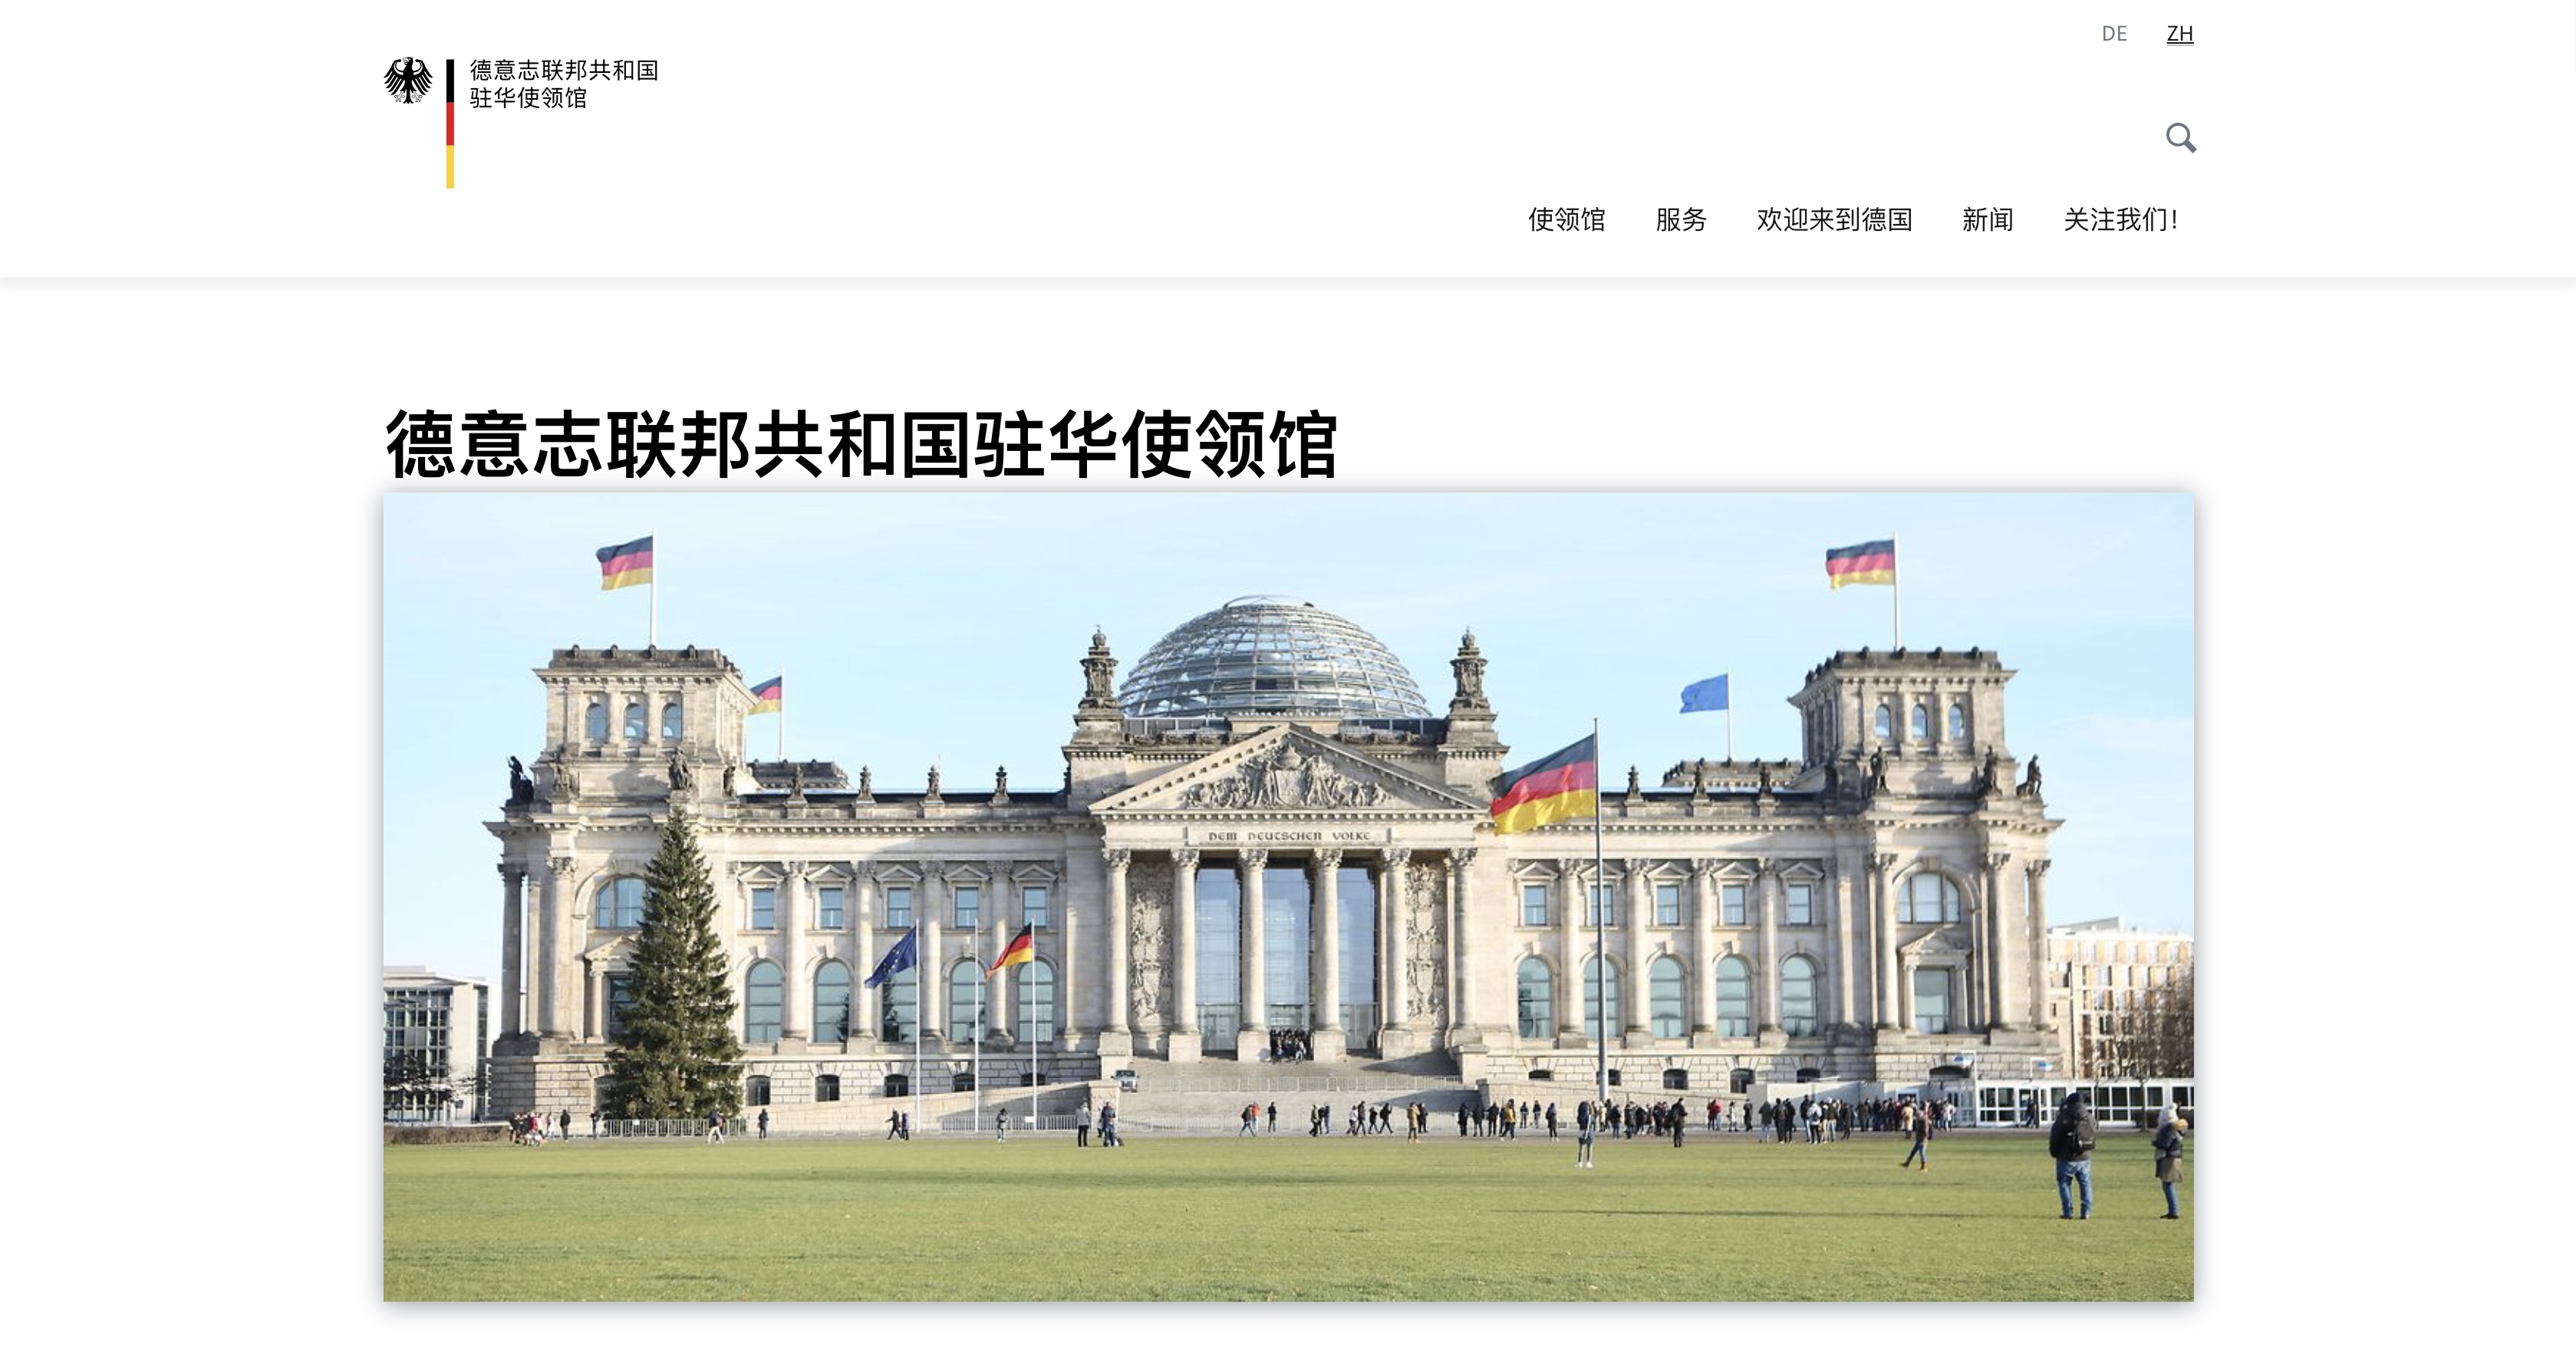 DE ZH
德意志联邦共和国
驻华使领馆
使领馆 服务 欢迎来到德国 新闻 关注我们!
德意志联邦共和国驻华使领馆
DEM DEUTSCHEN VOLKE